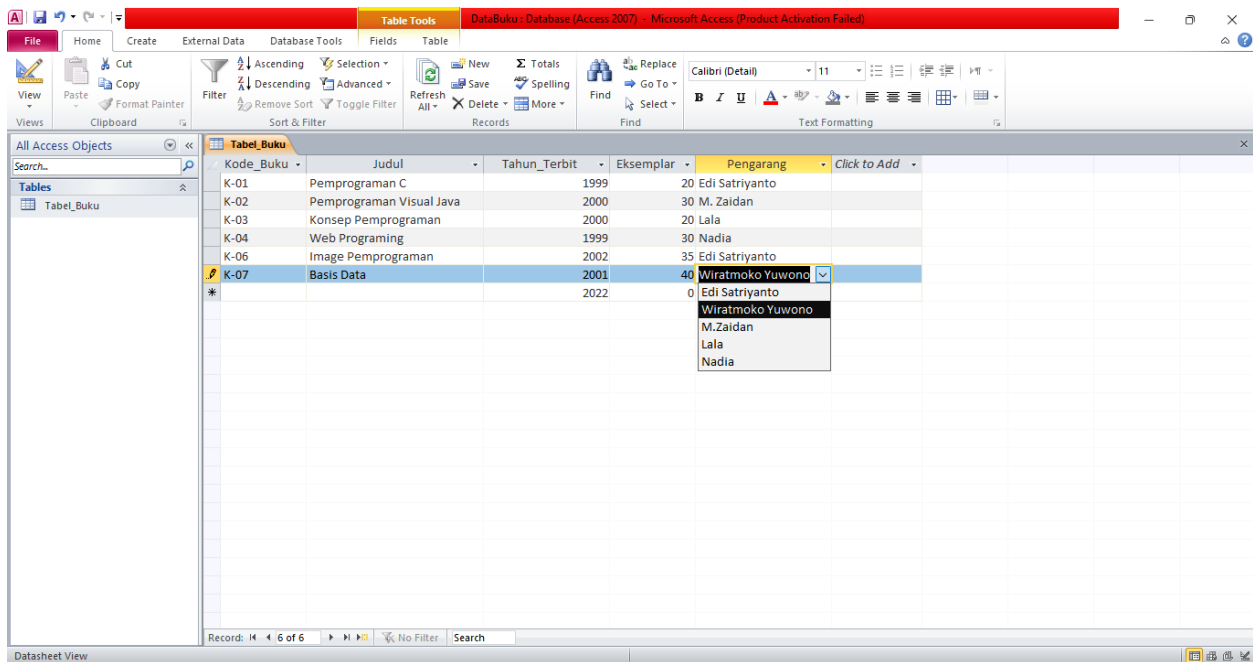 Table Tools DataBuku : Database (Access 2007) - Microsoft Access (Product Activation Failed)
File Home Create External Data Database Tools Fields Table
View
Views
Paste
Cut
Copy
Format Painter
Clipboard
Filter
Ascending
Descending
Remove Sort
Selection
Advanced
Toggle Filter
Sort & Filter
Refresh All
New
Save
Delete
Totals
Spelling
More
Records
Find
Replace
Go To
Select
Find
Calibri (Detail) 11
B I U A
Text Formatting
All Access Objects
Search...
Tables
Tabel_Buku
Tabel_Buku
Kode_Buku Judul Tahun_Terbit Eksemplar Pengarang Click to Add
K-01 Pemprograman C 1999 20 Edi Satriyanto
K-02 Pemprograman Visual Java 2000 30 M. Zaidan
K-03 Konsep Pemprograman 2000 20 Lala
K-04 Web Programing 1999 30 Nadia
K-06 Image Pemprograman 2002 35 Edi Satriyanto
K-07 Basis Data 2001 40 Wiratmoko Yuwono
2022 0
Edi Satriyanto
Wiratmoko Yuwono
M.Zaidan
Lala
Nadia
Record: 6 of 6 No Filter Search
Datasheet View